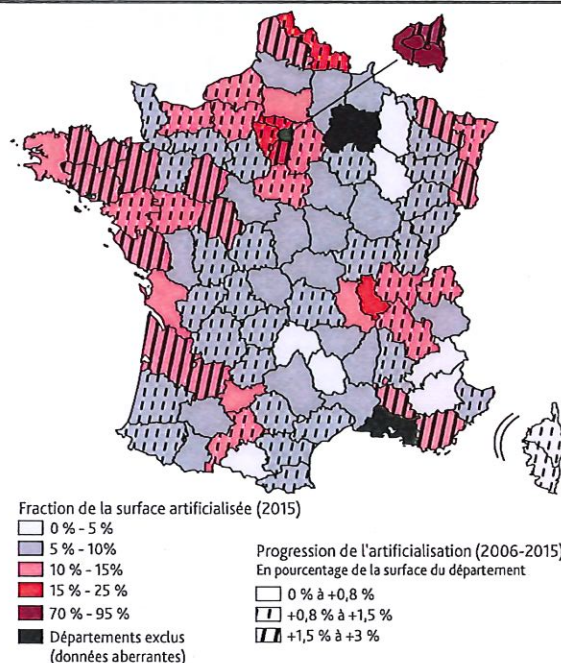 Fraction de la surface artificialisée (2015)
0 % - 5 %
5 % - 10%
10 % - 15%
15 % - 25 %
70 % - 95 %
Départements exclus
(données aberrantes)
Progression de l'artificialisation (2006-2015)
En pourcentage de la surface du département
0 % à +0,8 %
+0,8 % à +1,5 %
+1,5 % à +3 %